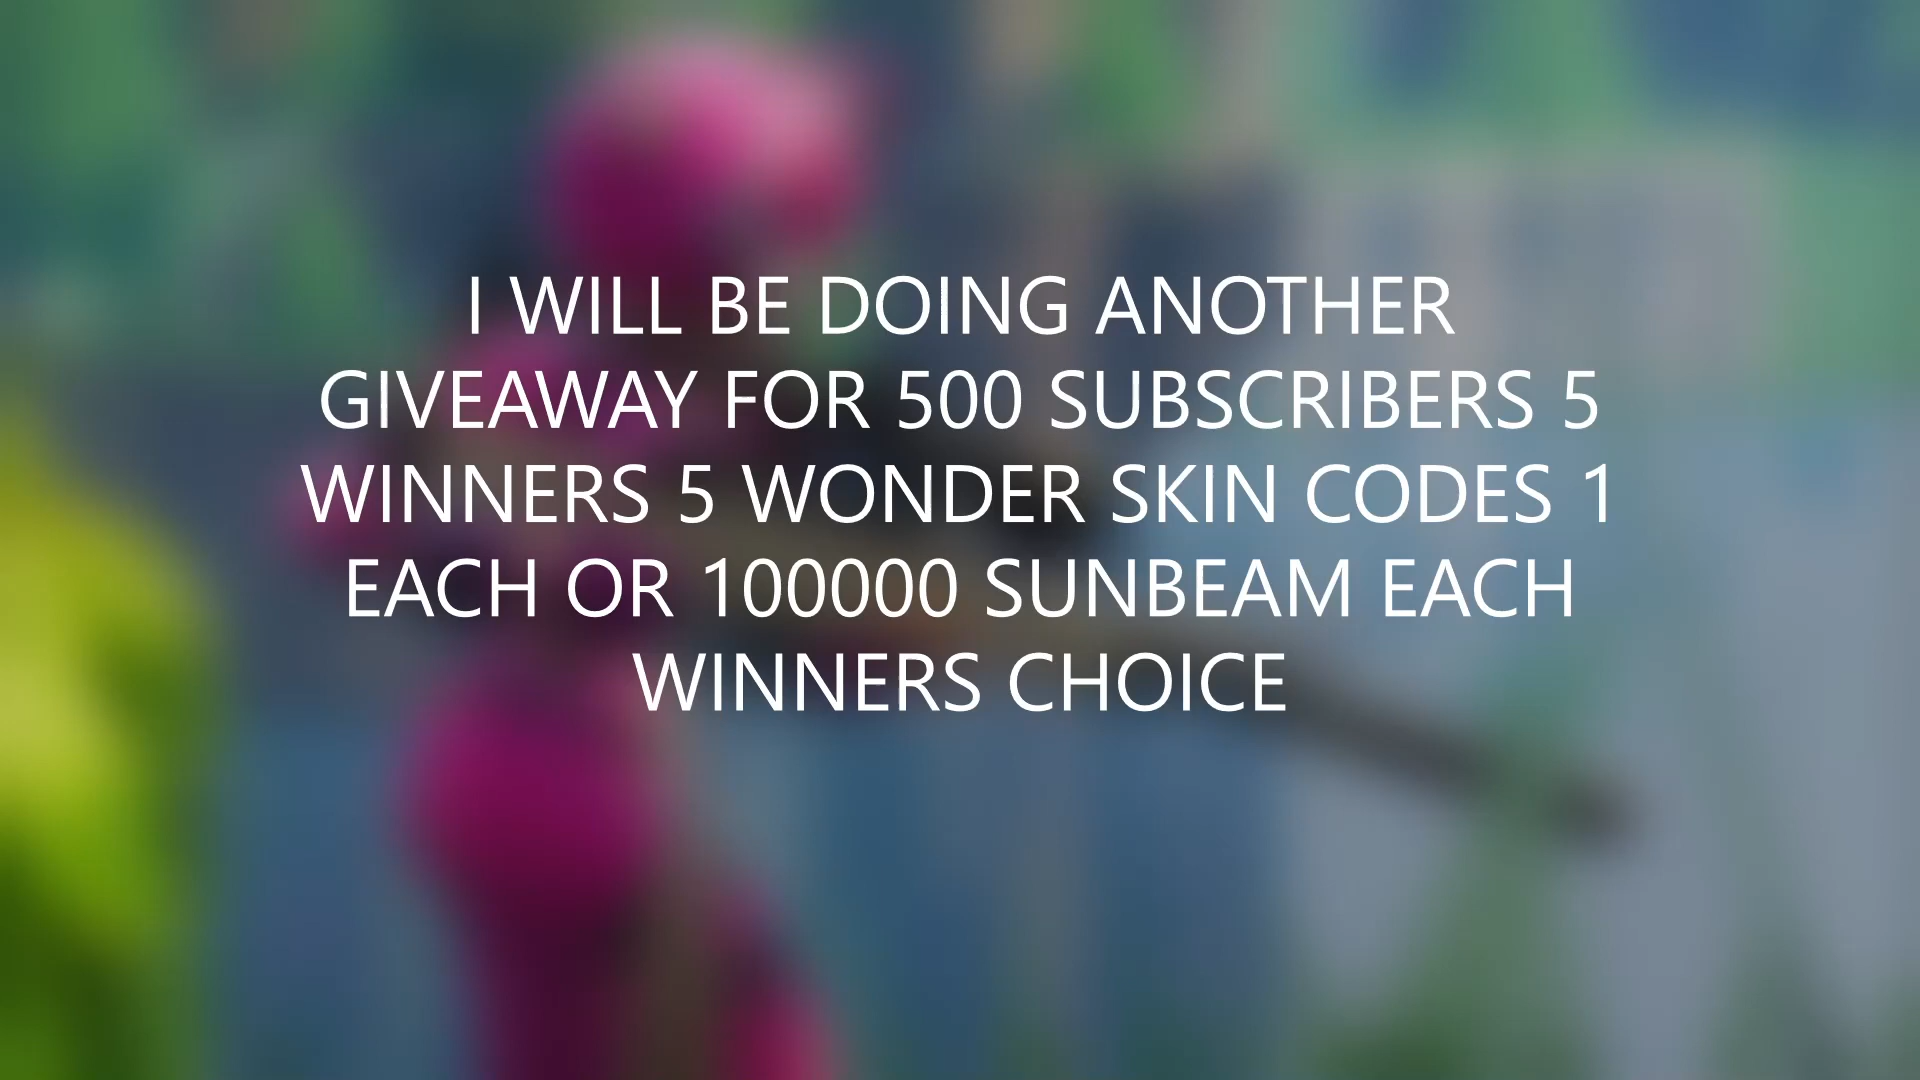 I WILL BE DOING ANOTHER
GIVEAWAY FOR 500 SUBSCRIBERS 5
WINNERS 5 WONDER SKIN CODES 1
EACH OR 100000 SUNBEAM EACH
WINNERS CHOICE